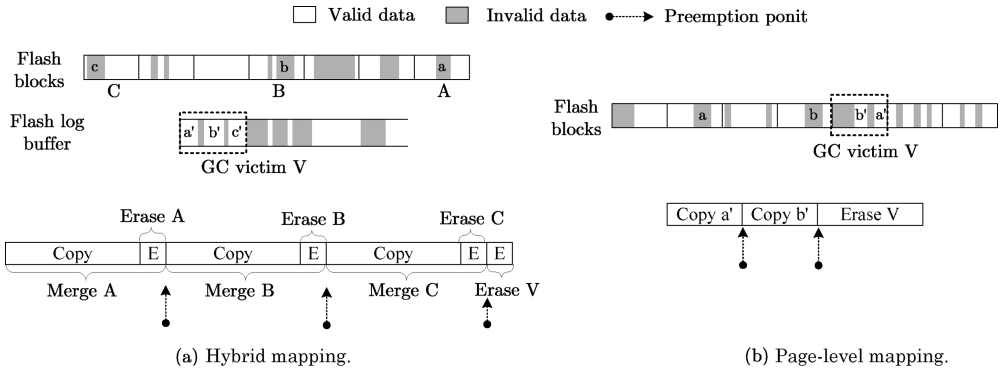 Valid data Invalid data Preemption ponit
Flash blocks
c b a
C B A
Flash log buffer
a' b' c'
GC victim V
Erase A Erase B Erase C
Copy E Copy E Copy E E
Merge A Merge B Merge C Erase V
(a) Hybrid mapping.
Flash blocks
a b b' a'
GC victim V
Copy a' Copy b' Erase V
(b) Page-level mapping.